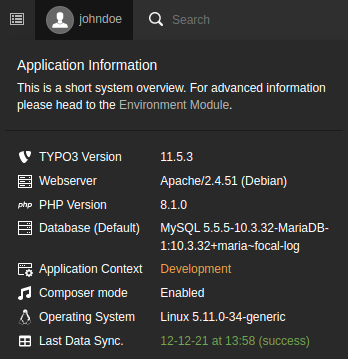 johndoe
Search
Application Information
This is a short system overview. For advanced information
please head to the Environment Module.
TYPO3 Version 11.5.3
Webserver Apache/2.4.51 (Debian)
php PHP Version 8.1.0
Database (Default) MySQL 5.5.5-10.3.32-MariaDB-
1:10.3.32+maria~focal-log
Application Context Development
Composer mode Enabled
Operating System Linux 5.11.0-34-generic
Last Data Sync. 12-12-21 at 13:58 (success)